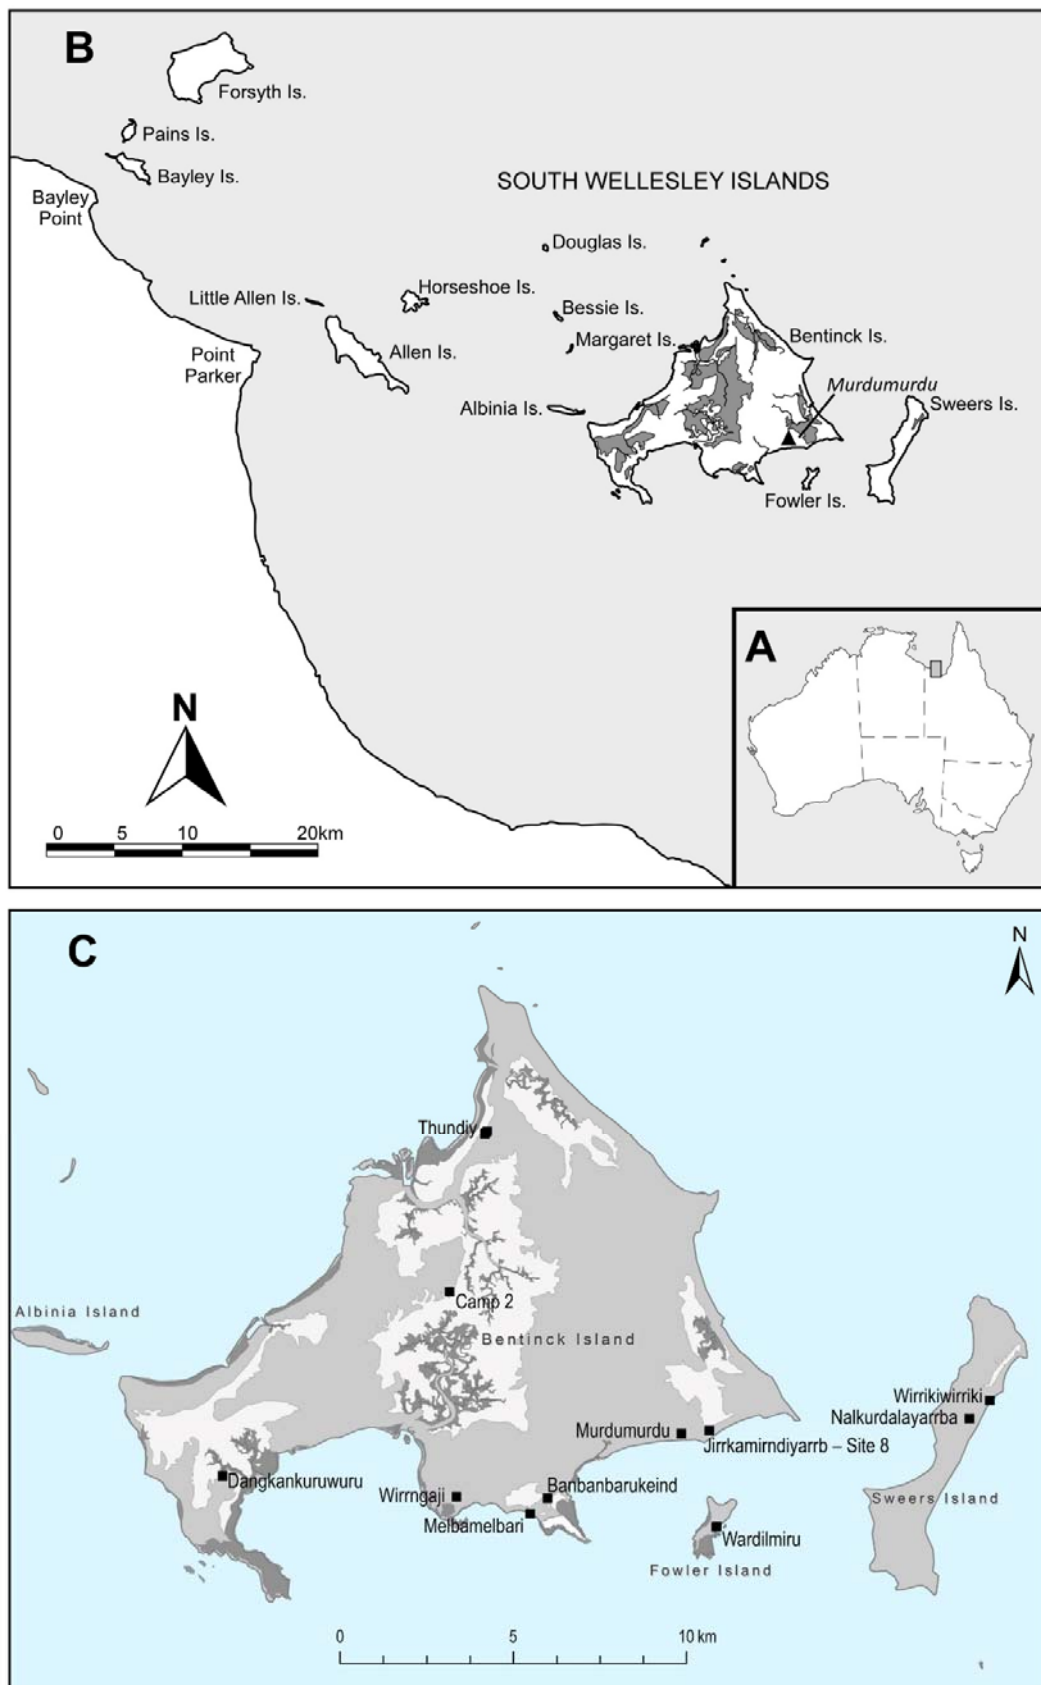 B
Forsyth Is.
Pains Is.
Bayley Is.
Bayley
Point
SOUTH WELLESLEY ISLANDS
Douglas Is.
Little Allen Is.
Horseshoe Is.
Bessie Is.
Margaret Is.
Bentinck Is.
Point
Parker
Allen Is.
Murdumurdu
Albinia Is.
Sweers Is.
Fowler Is.
A
N
0 5 10 20km
C
N
Thundiy
Camp 2
Albinia Island
Bentinck Island
Wirrikiwirriki
Nalkurdalayarrba
Murdumurdu
Jirrkamirndiyarrb – Site 8
Dangkankuruwuru
Wirrngaji
Banbanbarukeind
Melbamelbari
Sweers Island
Wardilmiru
Fowler Island
0 5 10 km